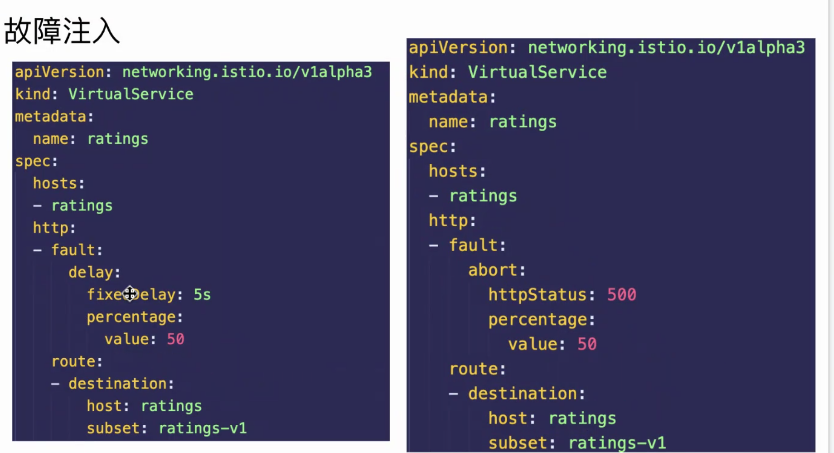 故障注入
apiVersion: networking.istio.io/v1alpha3
kind: VirtualService
metadata:
  name: ratings
spec:
  hosts:
  - ratings
  http:
  - fault:
      delay:
        fixedDelay: 5s
        percentage:
          value: 50
    route:
    - destination:
        host: ratings
        subset: ratings-v1
apiVersion: networking.istio.io/v1alpha3
kind: VirtualService
metadata:
  name: ratings
spec:
  hosts:
  - ratings
  http:
  - fault:
      abort:
        httpStatus: 500
        percentage:
          value: 50
    route:
    - destination:
        host: ratings
        subset: ratings-v1